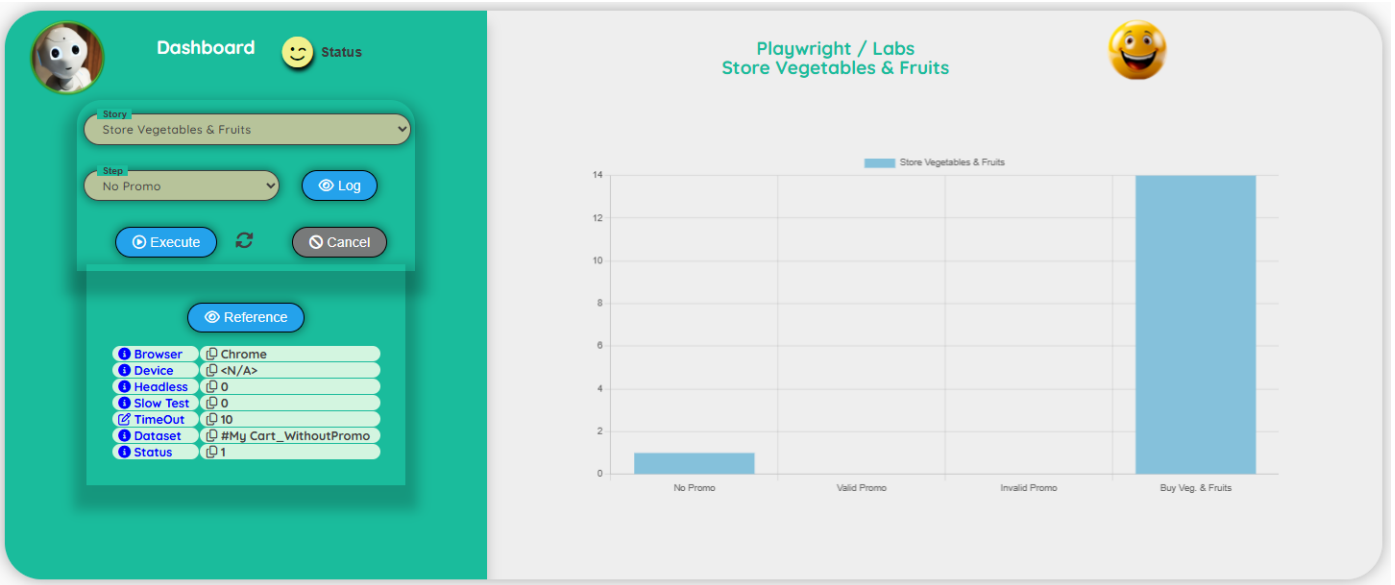 Dashboard
Status
Story
Store Vegetables & Fruits
Step
No Promo
Log
Execute
Cancel
Reference
Browser Chrome
Device <N/A>
Headless 0
Slow Test 0
TimeOut 10
Dataset #My Cart_WithoutPromo
Status 1
Playwright / Labs
Store Vegetables & Fruits
Store Vegetables & Fruits
14
12
10
8
6
4
2
0
No Promo Valid Promo Invalid Promo Buy Veg. & Fruits